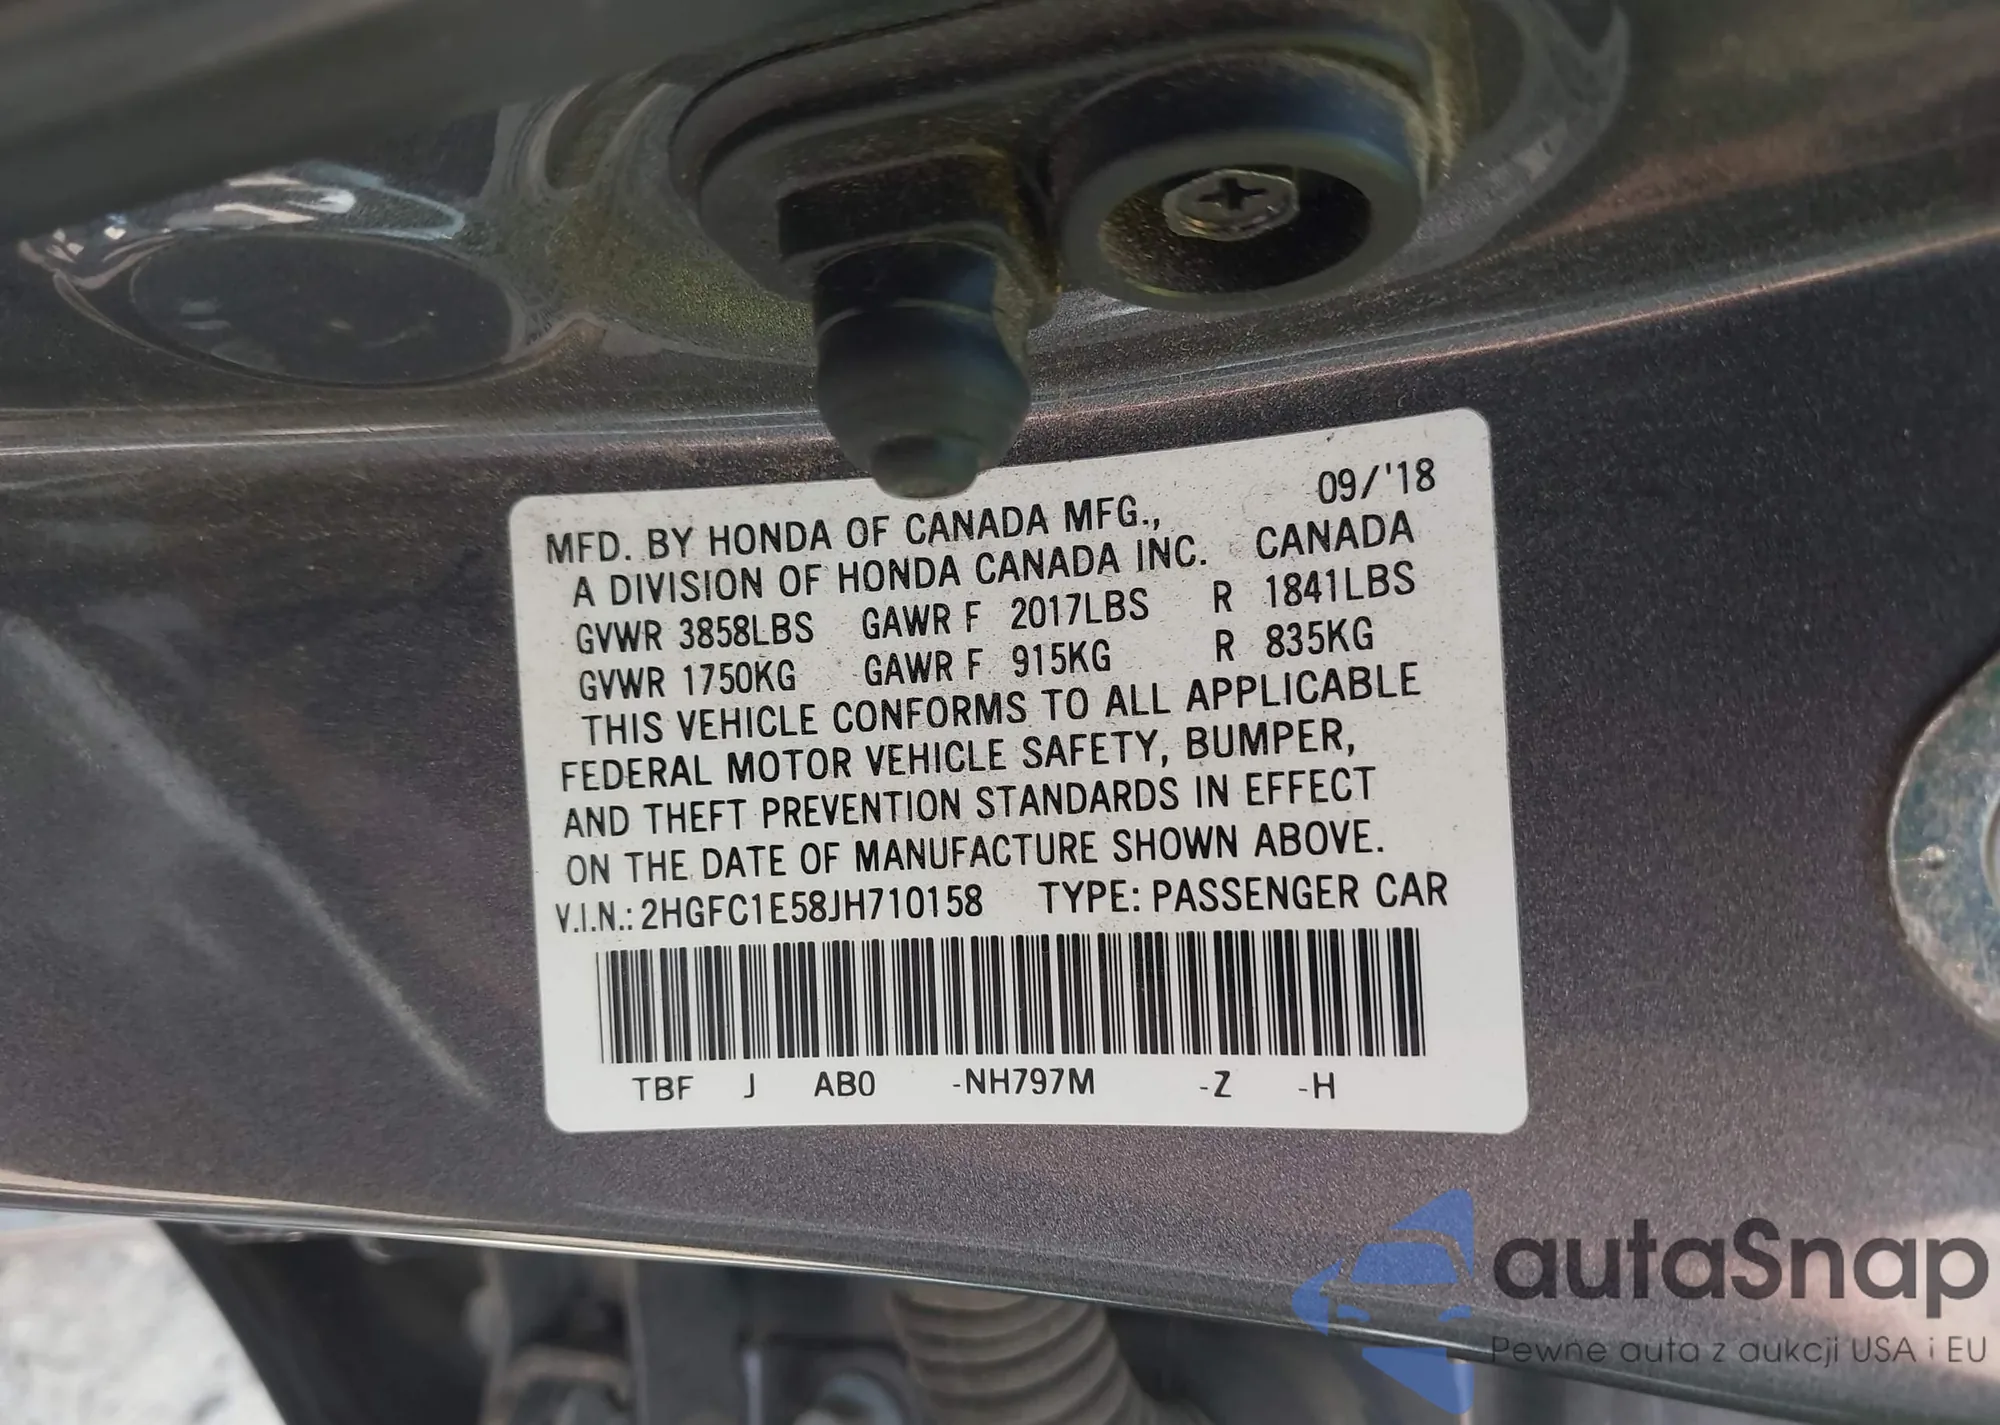 09/'18
MFD. BY HONDA OF CANADA MFG.,
A DIVISION OF HONDA CANADA INC. CANADA
GVWR 3858LBS GAWR F 2017LBS R 1841LBS
GVWR 1750KG GAWR F 915KG R 835KG
THIS VEHICLE CONFORMS TO ALL APPLICABLE
FEDERAL MOTOR VEHICLE SAFETY, BUMPER,
AND THEFT PREVENTION STANDARDS IN EFFECT
ON THE DATE OF MANUFACTURE SHOWN ABOVE.
V.I.N.: 2HGFC1E58JH710158 TYPE: PASSENGER CAR
TBF J AB0 -NH797M -Z -H
autaSnap
Pewne auta z aukcji USA i EU